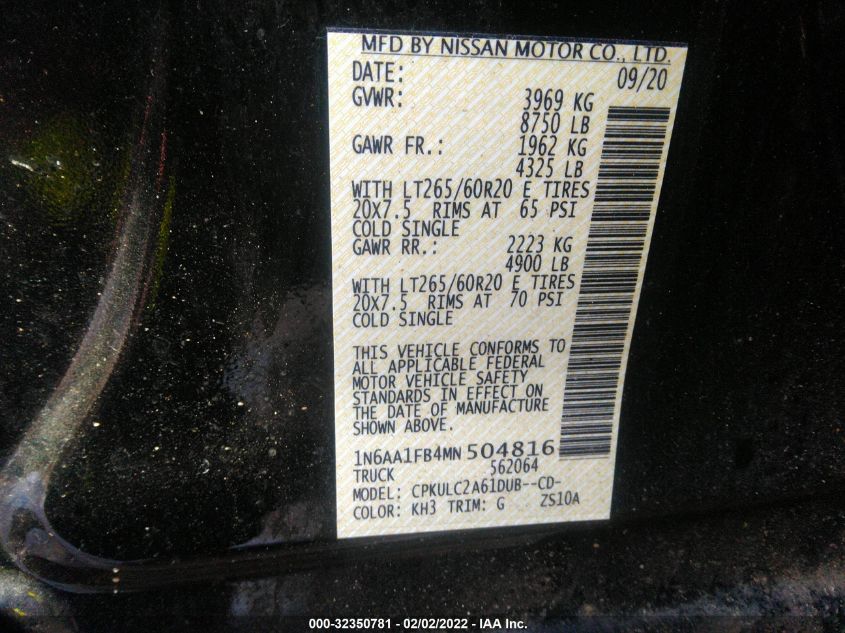 MFD BY NISSAN MOTOR CO., LTD.
DATE: 09/20
GVWR: 3969 KG
8750 LB
GAWR FR.: 1962 KG
4325 LB
WITH LT265/60R20 E TIRES
20X7.5 RIMS AT 65 PSI
COLD SINGLE
GAWR RR.: 2223 KG
4900 LB
WITH LT265/60R20 E TIRES
20X7.5 RIMS AT 70 PSI
COLD SINGLE
THIS VEHICLE CONFORMS TO
ALL APPLICABLE FEDERAL
MOTOR VEHICLE SAFETY
STANDARDS IN EFFECT ON
THE DATE OF MANUFACTURE
SHOWN ABOVE.
1N6AA1FB4MN 504816
TRUCK 562064
MODEL: CPKULC2A61DUB--CD-
COLOR: KH3 TRIM: G ZS10A
000-32350781 - 02/02/2022 - IAA Inc.